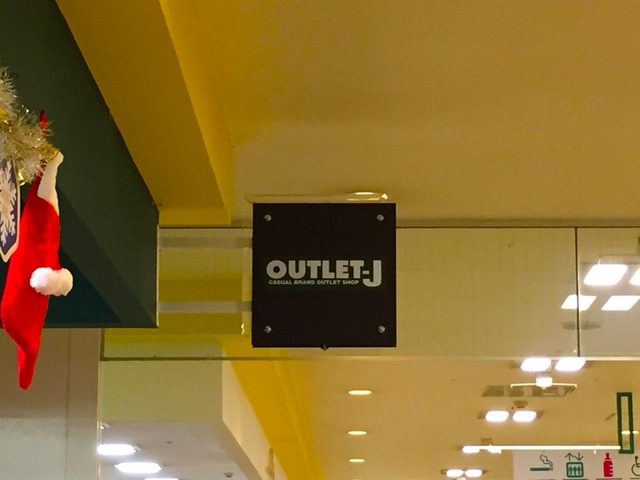 OUTLET-J
CASUAL BRAND OUTLET SHOP